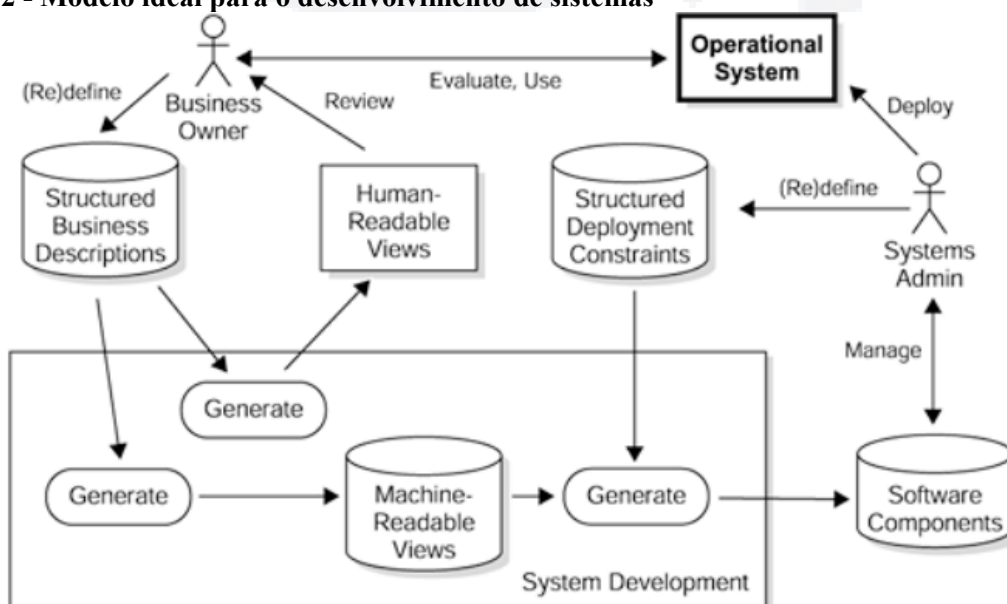 2 - Modelo ideal para o desenvolvimento de sistemas
Operational
System
Evaluate, Use
(Re)define
Business
Owner
Review
Deploy
Structured
Business
Descriptions
Human-
Readable
Views
Structured
Deployment
Constraints
(Re)define
Systems
Admin
Manage
Generate
Generate
Machine-
Readable
Views
Generate
Software
Components
System Development